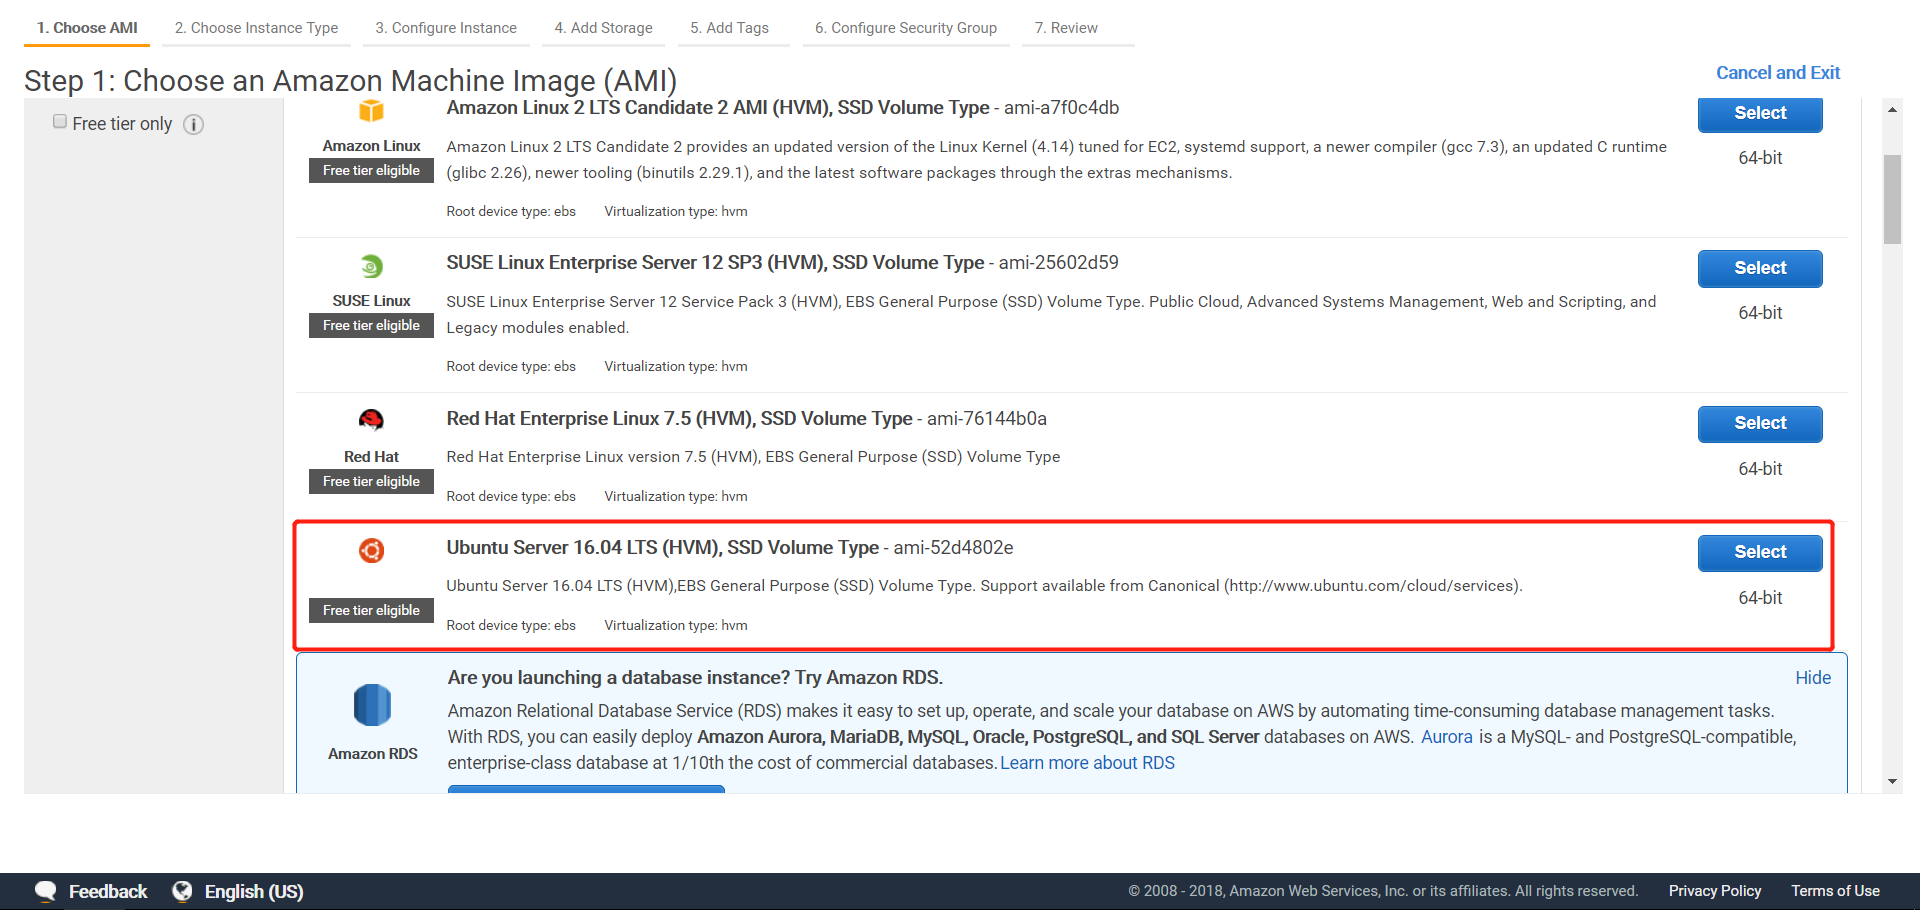 1. Choose AMI
2. Choose Instance Type
3. Configure Instance
4. Add Storage
5. Add Tags
6. Configure Security Group
7. Review
Step 1: Choose an Amazon Machine Image (AMI)
Cancel and Exit
Free tier only
i
Amazon Linux
Free tier eligible
Amazon Linux 2 LTS Candidate 2 AMI (HVM), SSD Volume Type - ami-a7f0c4db
Amazon Linux 2 LTS Candidate 2 provides an updated version of the Linux Kernel (4.14) tuned for EC2, systemd support, a newer compiler (gcc 7.3), an updated C runtime
(glibc 2.26), newer tooling (binutils 2.29.1), and the latest software packages through the extras mechanisms.
Root device type: ebs Virtualization type: hvm
Select
64-bit
SUSE Linux
Free tier eligible
SUSE Linux Enterprise Server 12 SP3 (HVM), SSD Volume Type - ami-25602d59
SUSE Linux Enterprise Server 12 Service Pack 3 (HVM), EBS General Purpose (SSD) Volume Type. Public Cloud, Advanced Systems Management, Web and Scripting, and
Legacy modules enabled.
Root device type: ebs Virtualization type: hvm
Select
64-bit
Red Hat
Free tier eligible
Red Hat Enterprise Linux 7.5 (HVM), SSD Volume Type - ami-76144b0a
Red Hat Enterprise Linux version 7.5 (HVM), EBS General Purpose (SSD) Volume Type
Root device type: ebs Virtualization type: hvm
Select
64-bit
Free tier eligible
Ubuntu Server 16.04 LTS (HVM), SSD Volume Type - ami-52d4802e
Ubuntu Server 16.04 LTS (HVM),EBS General Purpose (SSD) Volume Type. Support available from Canonical (http://www.ubuntu.com/cloud/services).
Root device type: ebs Virtualization type: hvm
Select
64-bit
Amazon RDS
Are you launching a database instance? Try Amazon RDS.
Hide
Amazon Relational Database Service (RDS) makes it easy to set up, operate, and scale your database on AWS by automating time-consuming database management tasks.
With RDS, you can easily deploy Amazon Aurora, MariaDB, MySQL, Oracle, PostgreSQL, and SQL Server databases on AWS. Aurora is a MySQL- and PostgreSQL-compatible,
enterprise-class database at 1/10th the cost of commercial databases. Learn more about RDS
Feedback
English (US)
© 2008 - 2018, Amazon Web Services, Inc. or its affiliates. All rights reserved.
Privacy Policy
Terms of Use